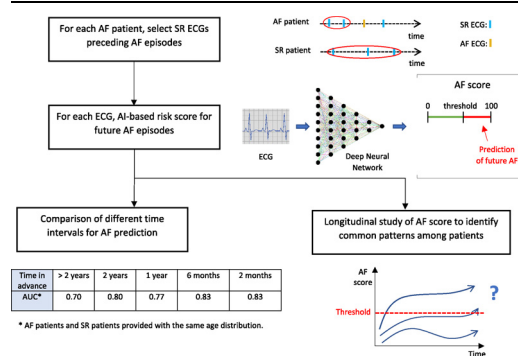 For each AF patient, select SR ECGs
preceding AF episodes
AF patient
time
SR patient
time
SR ECG:
AF ECG:
For each ECG, AI-based risk score for
future AF episodes
ECG
Deep Neural
Network
AF score
0 threshold 100
Prediction
of future AF
Comparison of different time
intervals for AF prediction
Longitudinal study of AF score to identify
common patterns among patients
Time in advance > 2 years 2 years 1 year 6 months 2 months
AUC* 0.70 0.80 0.77 0.83 0.83
* AF patients and SR patients provided with the same age distribution.
AF
score
Threshold
?
Time